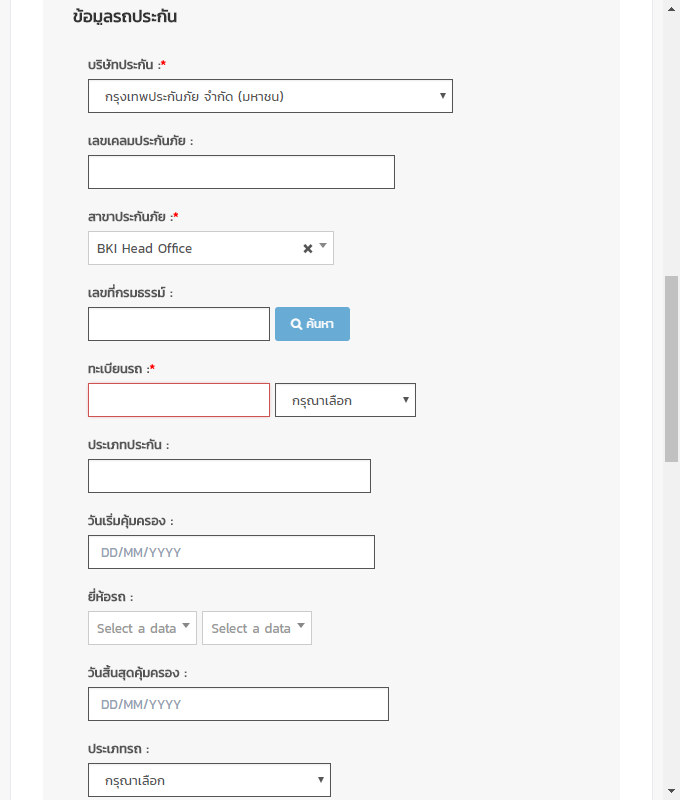 ข้อมูลรถประกัน
บริษัทประกัน :*
กรุงเทพประกันภัย จำกัด (มหาชน)
เลขเคลมประกันภัย :
สาขาประกันภัย :*
BKI Head Office
เลขที่กรมธรรม์ :
ค้นหา
ทะเบียนรถ :*
กรุณาเลือก
ประเภทประกัน :
วันเริ่มคุ้มครอง :
DD/MM/YYYY
ยี่ห้อรถ :
Select a data Select a data
วันสิ้นสุดคุ้มครอง :
DD/MM/YYYY
ประเภทรถ :
กรุณาเลือก